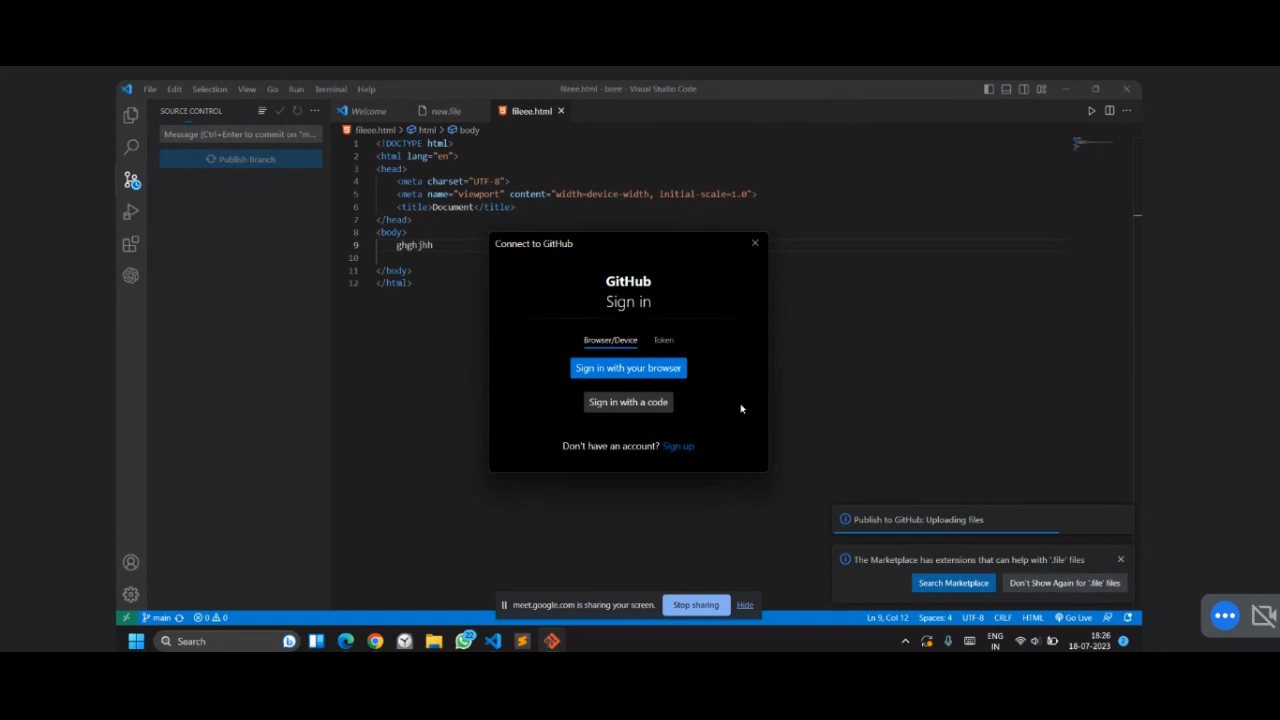 File Edit Selection View Go Run Terminal Help
fileee.html - beee - Visual Studio Code
SOURCE CONTROL
Message (Ctrl+Enter to commit on "m...
Publish Branch
Welcome
new.file
fileee.html
fileee.html > html > body
1 <!DOCTYPE html>
2 <html lang="en">
3 <head>
4 <meta charset="UTF-8">
5 <meta name="viewport" content="width=device-width, initial-scale=1.0">
6 <title>Document</title>
7 </head>
8 <body>
9 ghghjhh
10
11 </body>
12 </html>
Connect to GitHub
GitHub
Sign in
Browser/Device Token
Sign in with your browser
Sign in with a code
Don't have an account? Sign up
Publish to GitHub: Uploading files
The Marketplace has extensions that can help with '.file' files
Search Marketplace Don't Show Again for '.file' files
meet.google.com is sharing your screen. Stop sharing Hide
main 0 0 Ln 9, Col 12 Spaces: 4 UTF-8 CRLF HTML Go Live
Search
22
ENG
IN
18:26
18-07-2023
2